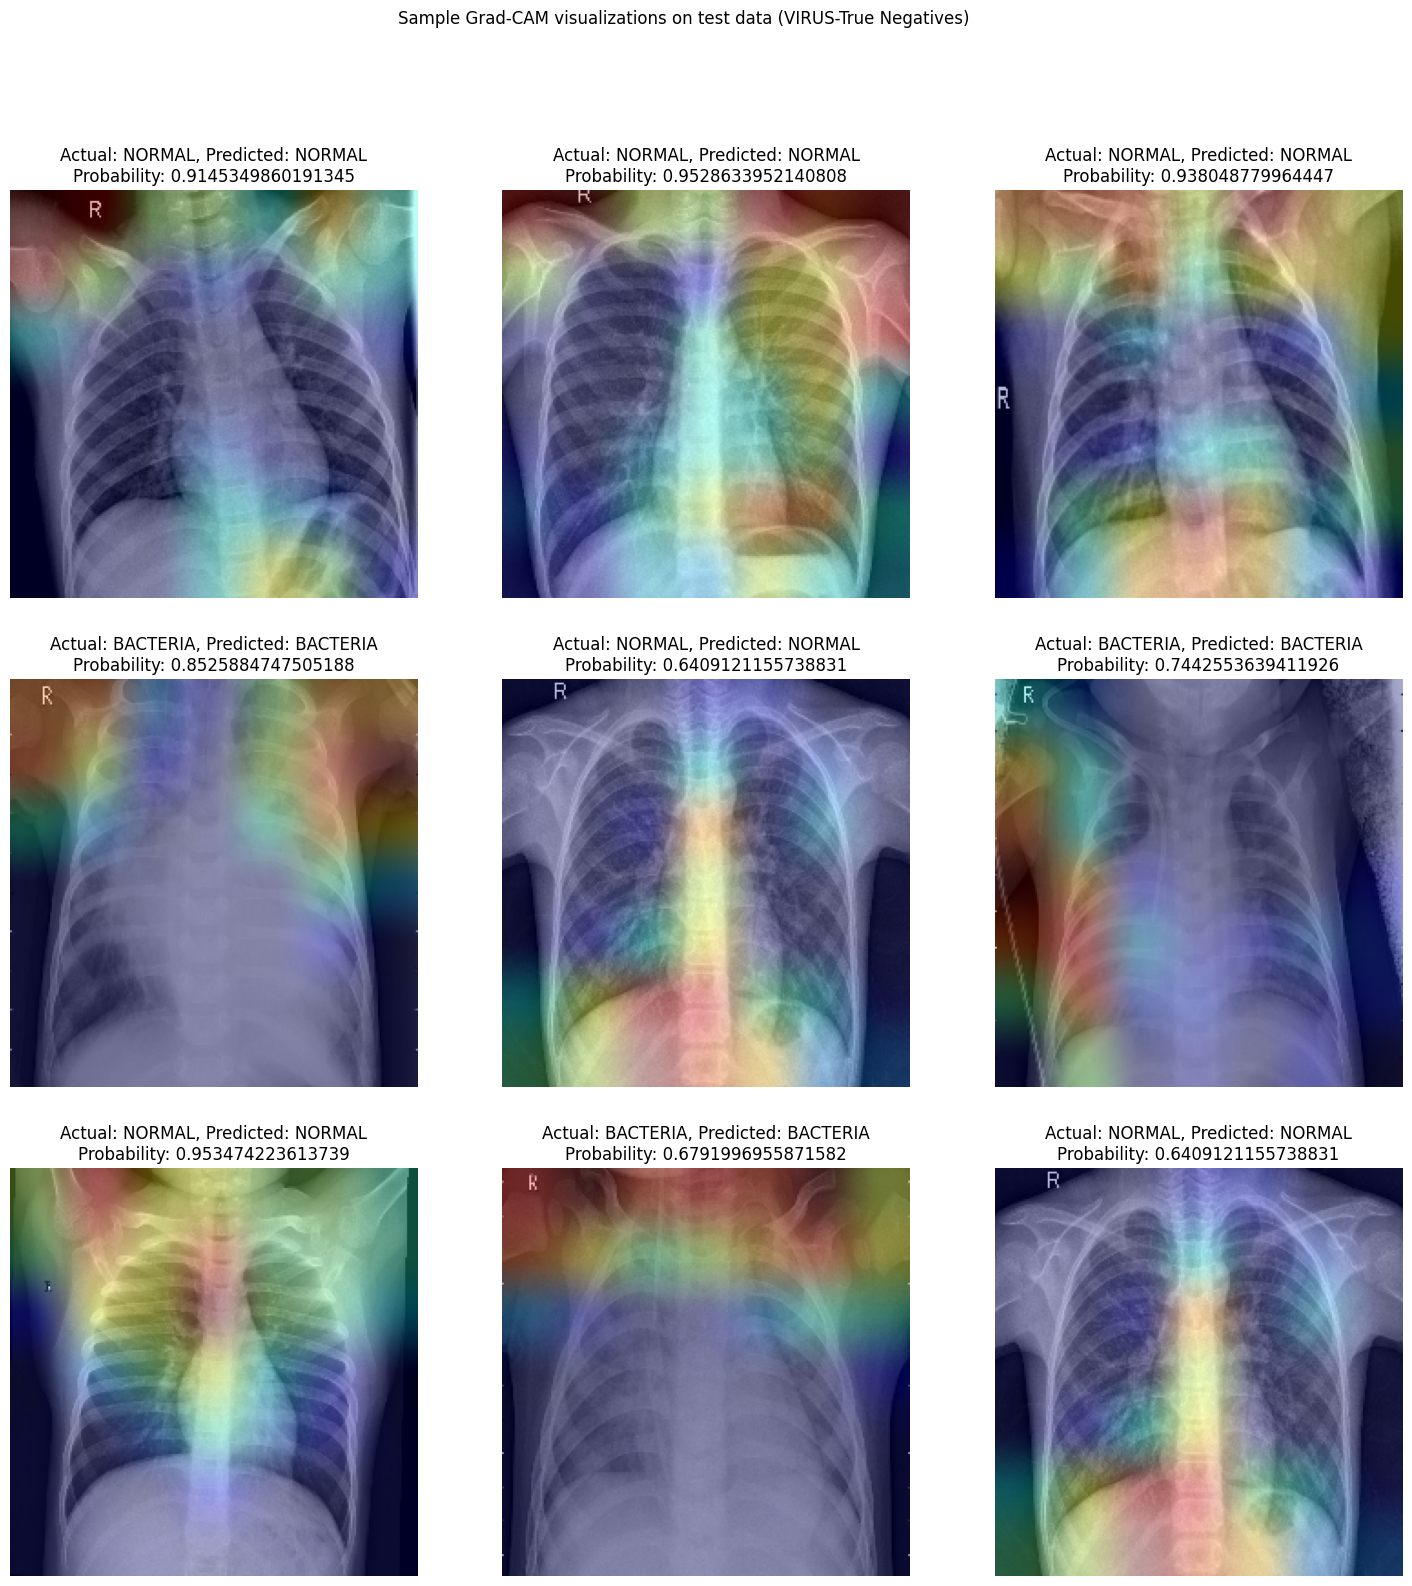 Sample Grad-CAM visualizations on test data (VIRUS-True Negatives)
Actual: NORMAL, Predicted: NORMAL
Probability: 0.9145349860191345
Actual: NORMAL, Predicted: NORMAL
Probability: 0.9528633952140808
Actual: NORMAL, Predicted: NORMAL
Probability: 0.938048779964447
R
R
R
Actual: BACTERIA, Predicted: BACTERIA
Probability: 0.8525884747505188
Actual: NORMAL, Predicted: NORMAL
Probability: 0.6409121155738831
Actual: BACTERIA, Predicted: BACTERIA
Probability: 0.7442553639411926
R
R
R
Actual: NORMAL, Predicted: NORMAL
Probability: 0.953474223613739
Actual: BACTERIA, Predicted: BACTERIA
Probability: 0.6791996955871582
Actual: NORMAL, Predicted: NORMAL
Probability: 0.6409121155738831
R
R
R